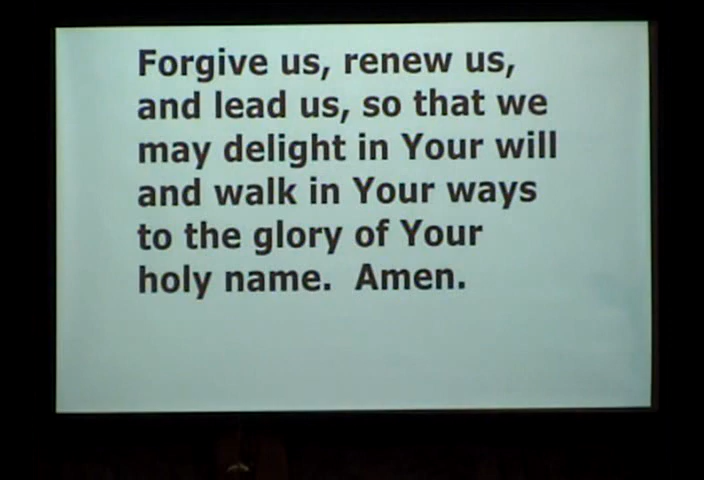 Forgive us, renew us,
and lead us, so that we
may delight in Your will
and walk in Your ways
to the glory of Your
holy name.  Amen.